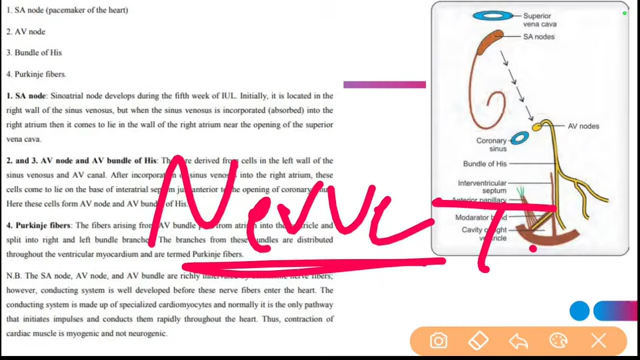 1. SA node (pacemaker of the heart)
2. AV node
3. Bundle of His
4. Purkinje fibers.
1. SA node: Sinoatrial node develops during the fifth week of IUL. Initially, it is located in the
right wall of the sinus venosus, but when the sinus venosus is incorporated (absorbed) into the
right atrium then it comes to lie in the wall of the right atrium near the opening of the superior
vena cava.
2. and 3. AV node and AV bundle of His: are derived from cells in the left wall of the
sinus venosus and AV canal. After incorporation sinus venosus into the right atrium, these
cells come to lie on the base of interatrial septum anterior to the opening of coronary
Here these cells form AV node and AV bundle of His.
4. Purkinje fibers: The fibers arising from AV bundle from atrium into the
split into right and left bundle branches. The branches from these bundles are distributed
throughout the ventricular myocardium and are termed Purkinje fibers.
N.B. The SA node, AV node, and AV bundle are richly nerve fibers,
however, conducting system is well developed before these nerve fibers enter the heart. The
conducting system is made up of specialized cardiomyocytes and normally it is the only pathway
that initiates impulses and conducts them rapidly throughout the heart. Thus, contraction of
cardiac muscle is myogenic and not neurogenic.
Superior
vena cava
SA nodes
AV nodes
Coronary
sinus
Bundle of His
Interventricular
septum
Anterior papillary
Modarator
Cavity of
ventricle